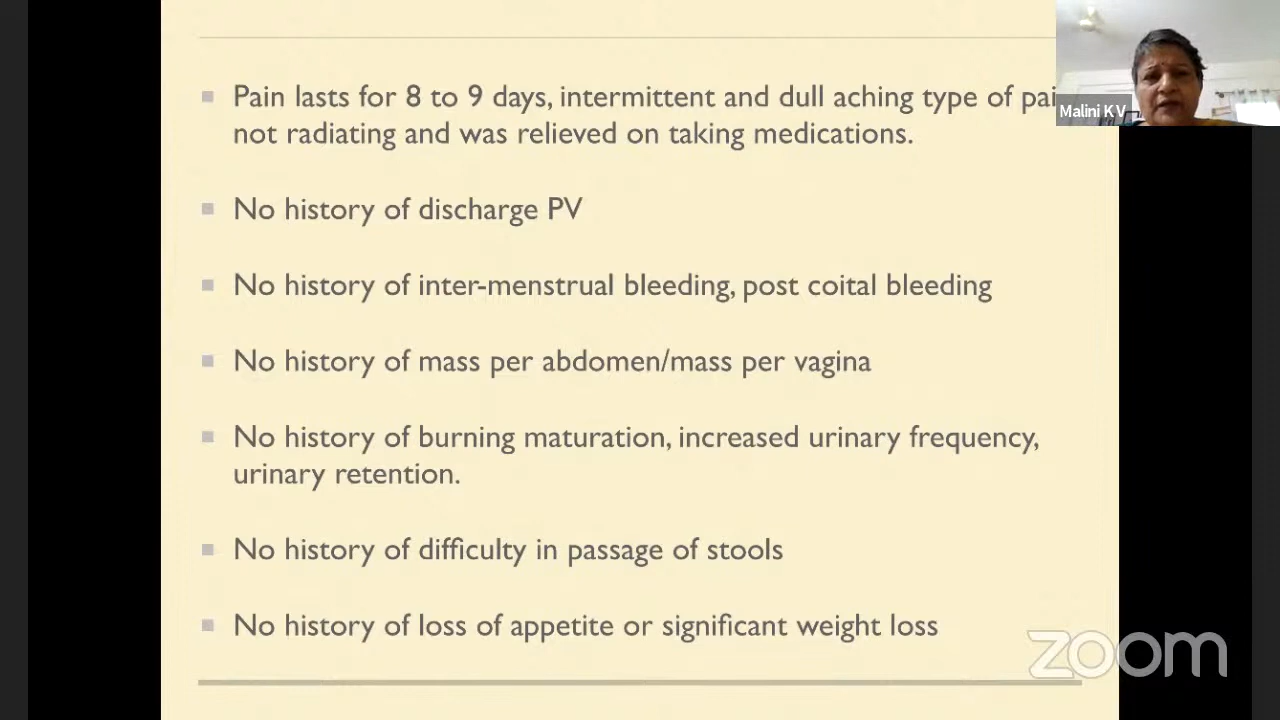 Pain lasts for 8 to 9 days, intermittent and dull aching type of pai
not radiating and was relieved on taking medications.
No history of discharge PV
No history of inter-menstrual bleeding, post coital bleeding
No history of mass per abdomen/mass per vagina
No history of burning maturation, increased urinary frequency,
urinary retention.
No history of difficulty in passage of stools
No history of loss of appetite or significant weight loss
Malini K V
zoom